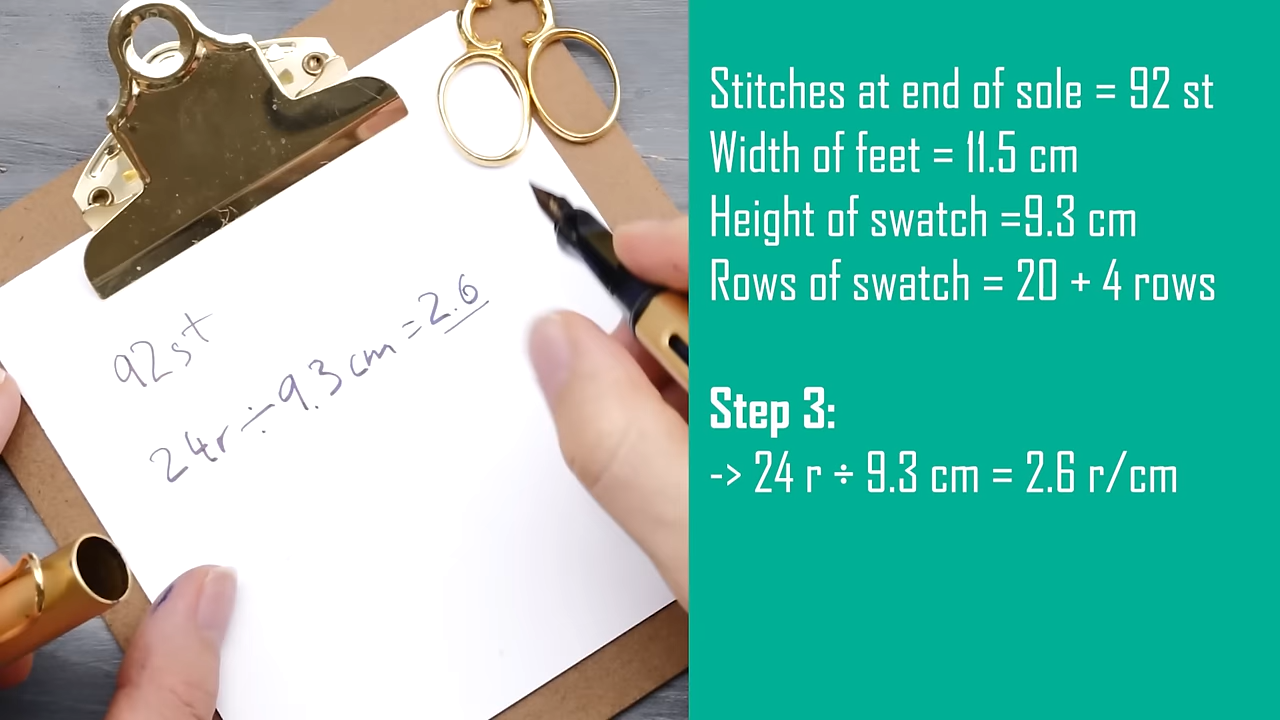 92st
24r ÷ 9.3 cm = 2.6
Stitches at end of sole = 92 st
Width of feet = 11.5 cm
Height of swatch =9.3 cm
Rows of swatch = 20 + 4 rows
Step 3:
-> 24 r ÷ 9.3 cm = 2.6 r/cm